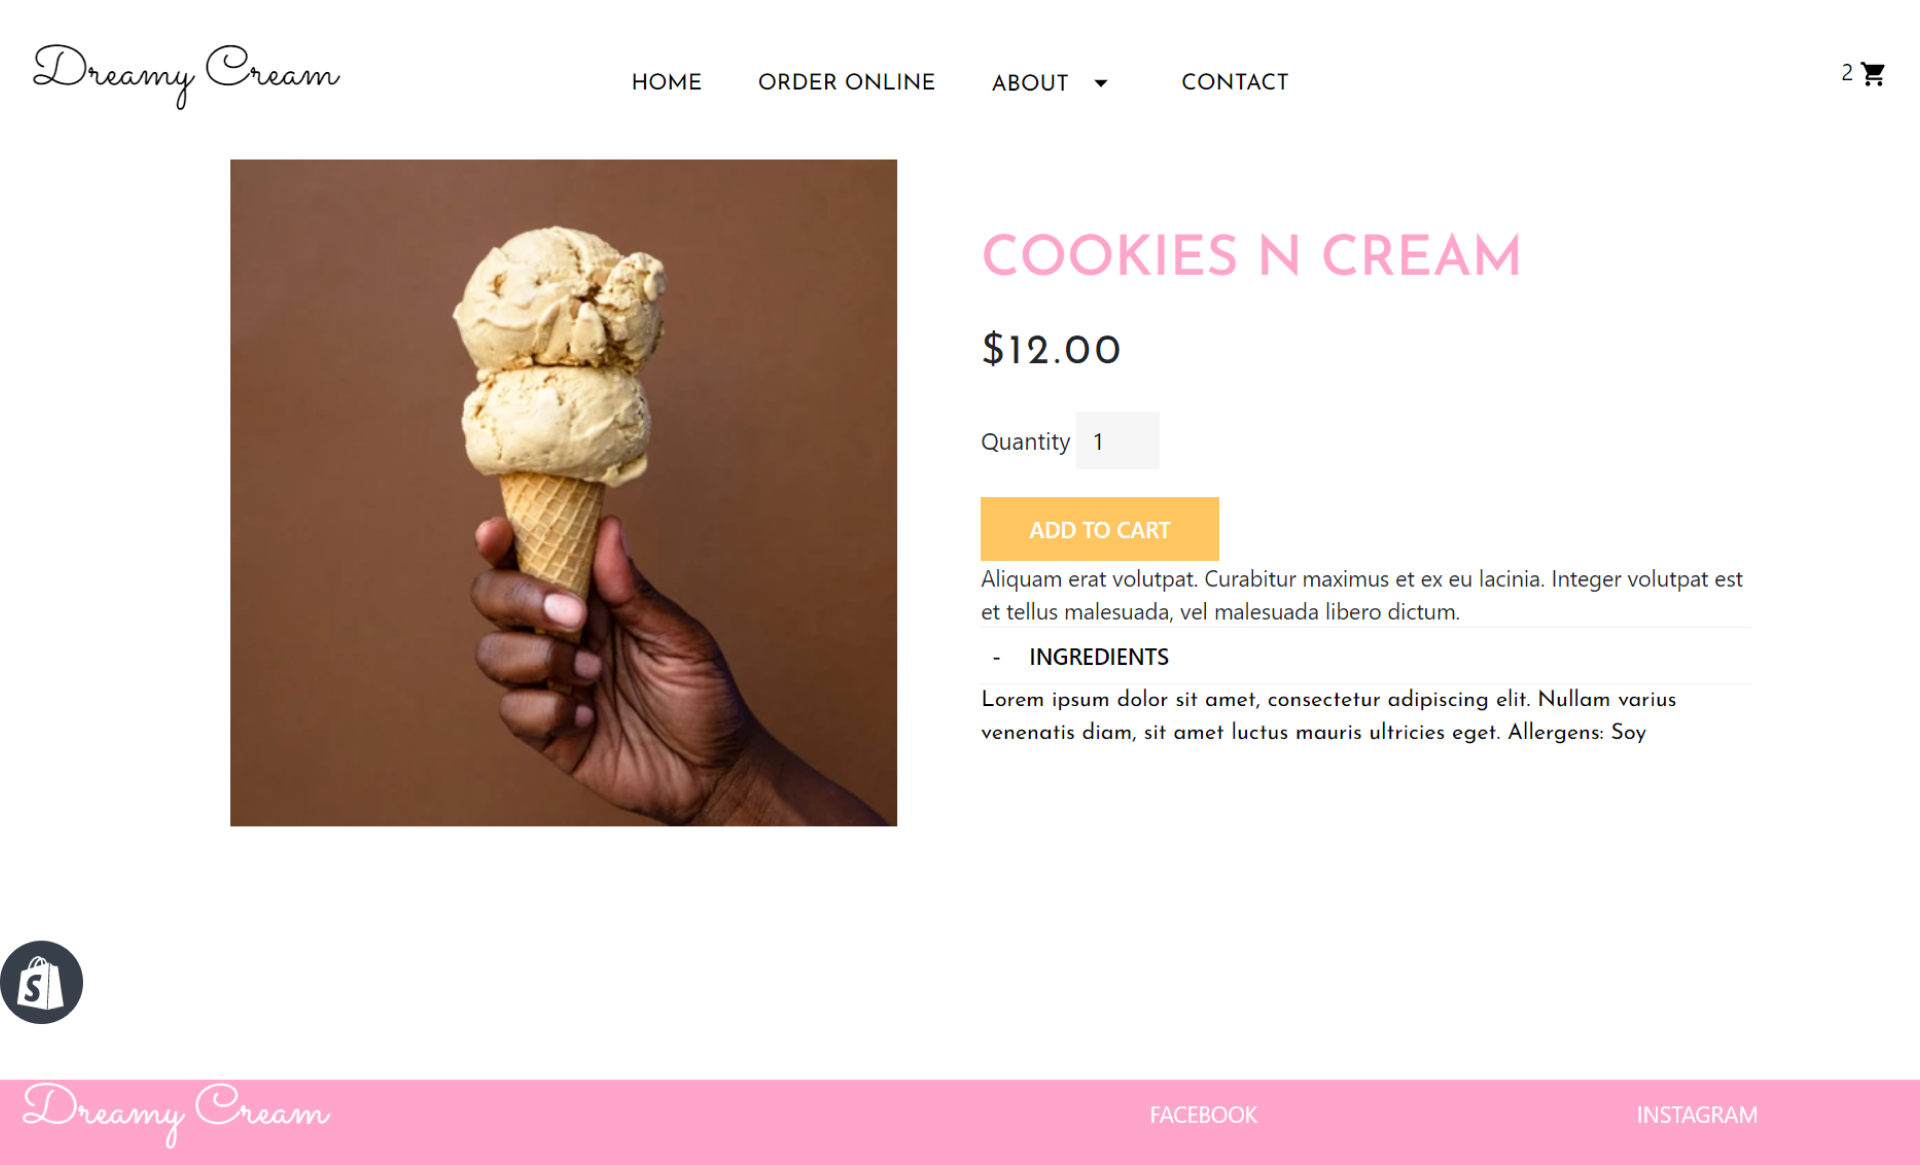 Dreamy Cream
HOME ORDER ONLINE ABOUT CONTACT
2
COOKIES N CREAM
$12.00
Quantity 1
ADD TO CART
Aliquam erat volutpat. Curabitur maximus et ex eu lacinia. Integer volutpat est
et tellus malesuada, vel malesuada libero dictum.
- INGREDIENTS
Lorem ipsum dolor sit amet, consectetur adipiscing elit. Nullam varius
venenatis diam, sit amet luctus mauris ultricies eget. Allergens: Soy
S
Dreamy Cream FACEBOOK INSTAGRAM